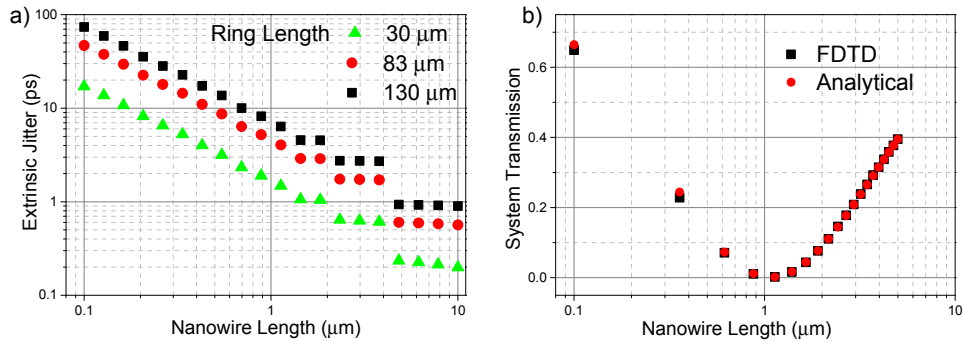 a)
Extrinsic Jitter (ps)
100
10
1
0.1
Ring Length
30 μm
83 μm
130 μm
0.1
1
10
Nanowire Length (μm)
b)
System Transmission
0.6
0.4
0.2
0.0
FDTD
Analytical
0.1
1
10
Nanowire Length (μm)